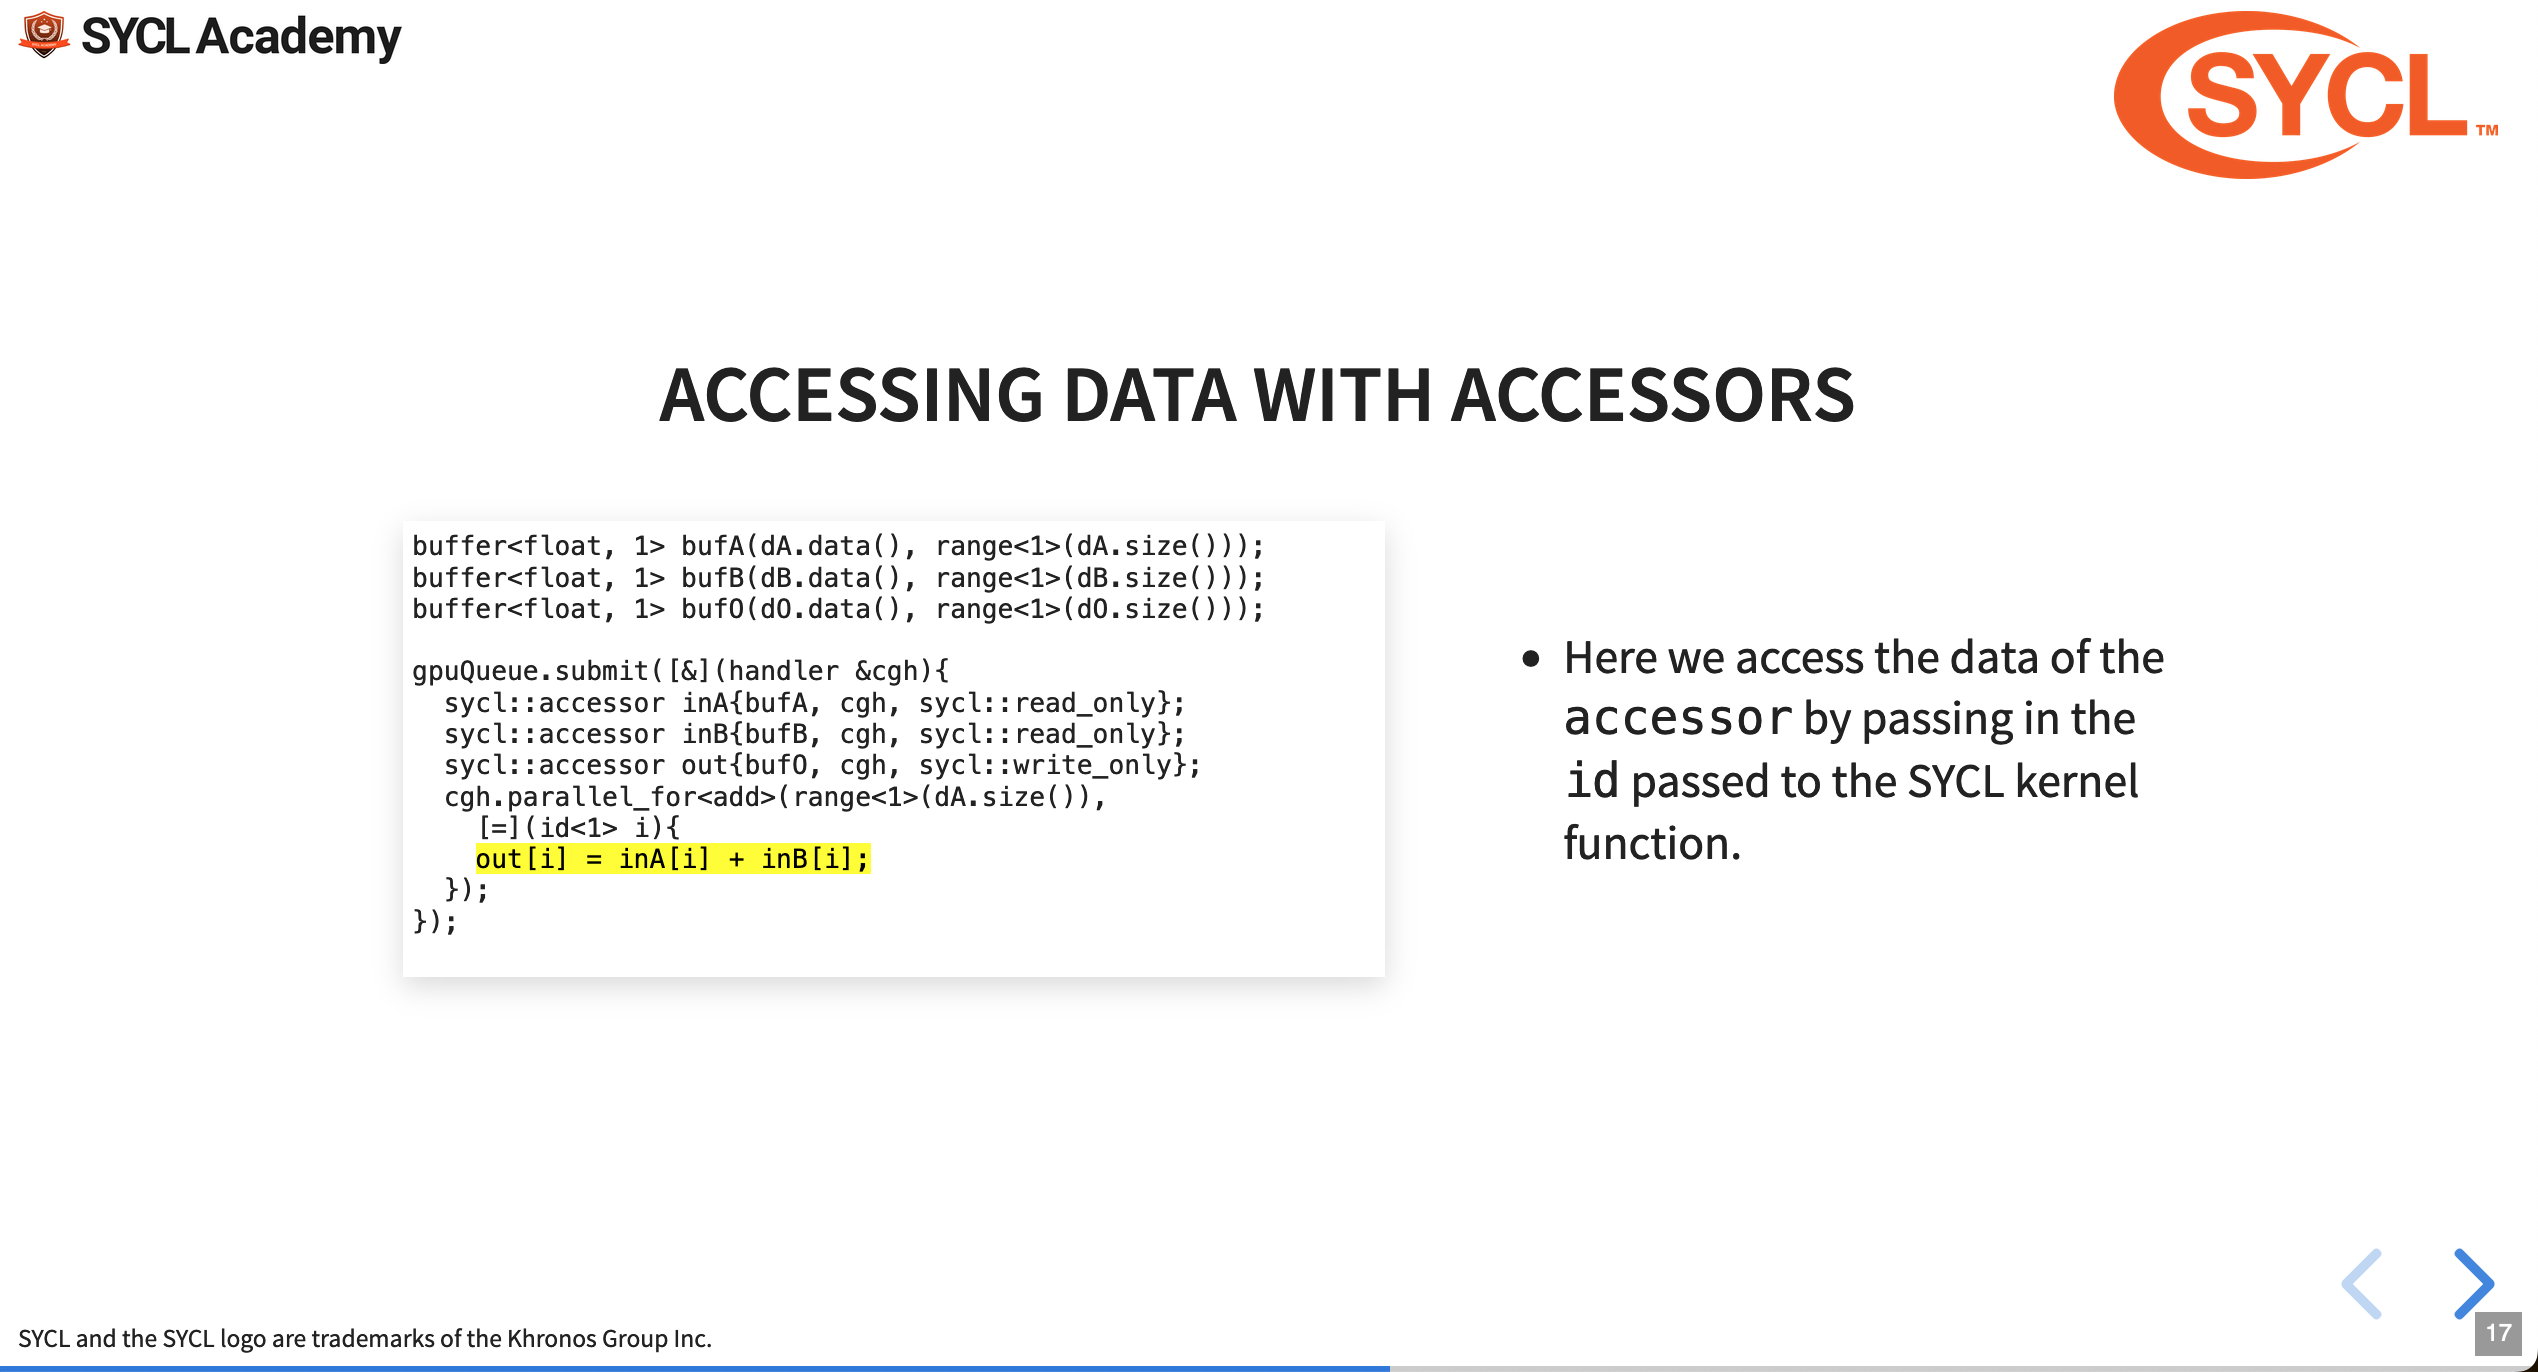 SYCL Academy
SYCL™
ACCESSING DATA WITH ACCESSORS
buffer<float, 1> bufA(dA.data(), range<1>(dA.size()));
buffer<float, 1> bufB(dB.data(), range<1>(dB.size()));
buffer<float, 1> bufO(dO.data(), range<1>(dO.size()));

gpuQueue.submit([&](handler &cgh){
  sycl::accessor inA{bufA, cgh, sycl::read_only};
  sycl::accessor inB{bufB, cgh, sycl::read_only};
  sycl::accessor out{bufO, cgh, sycl::write_only};
  cgh.parallel_for<add>(range<1>(dA.size()),
    [=](id<1> i){
    out[i] = inA[i] + inB[i];
  });
});
• Here we access the data of the
accessor by passing in the
id passed to the SYCL kernel
function.
SYCL and the SYCL logo are trademarks of the Khronos Group Inc.
17